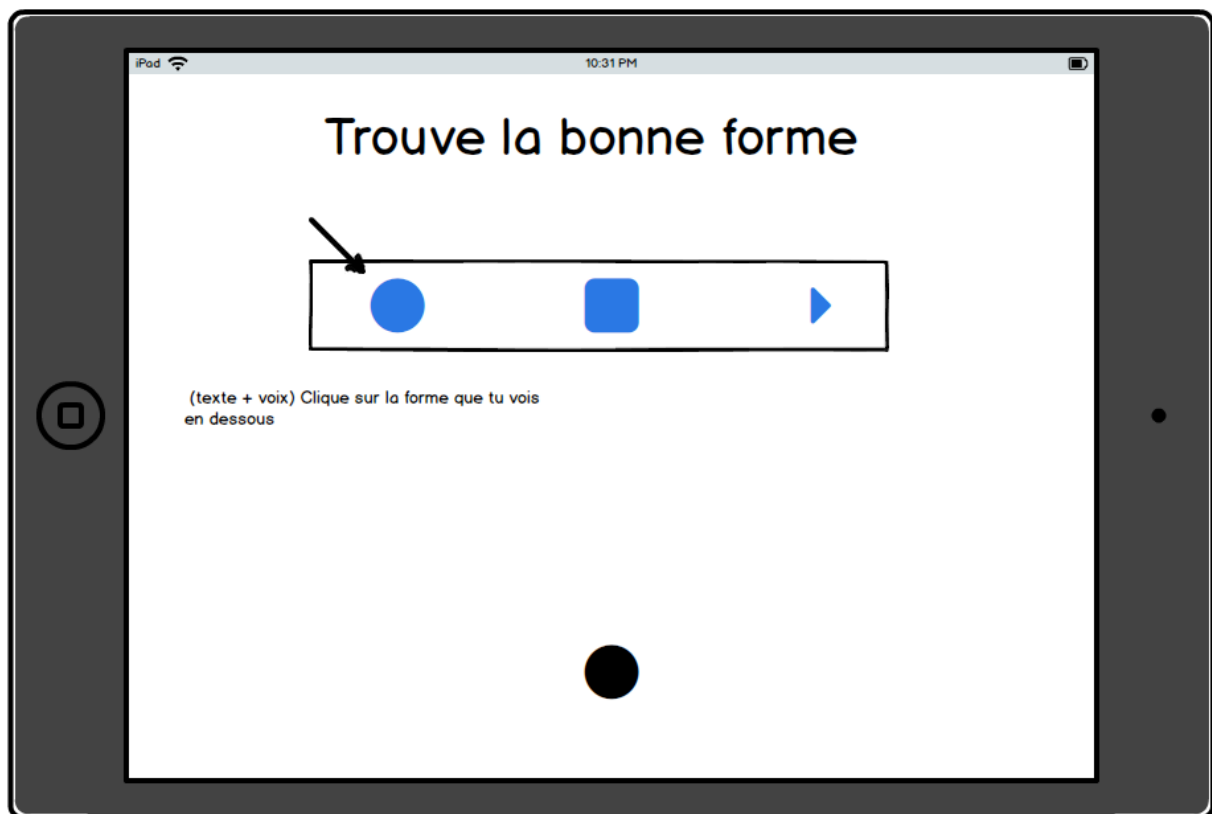 iPad
10:31 PM
Trouve la bonne forme
(texte + voix) Clique sur la forme que tu vois
en dessous